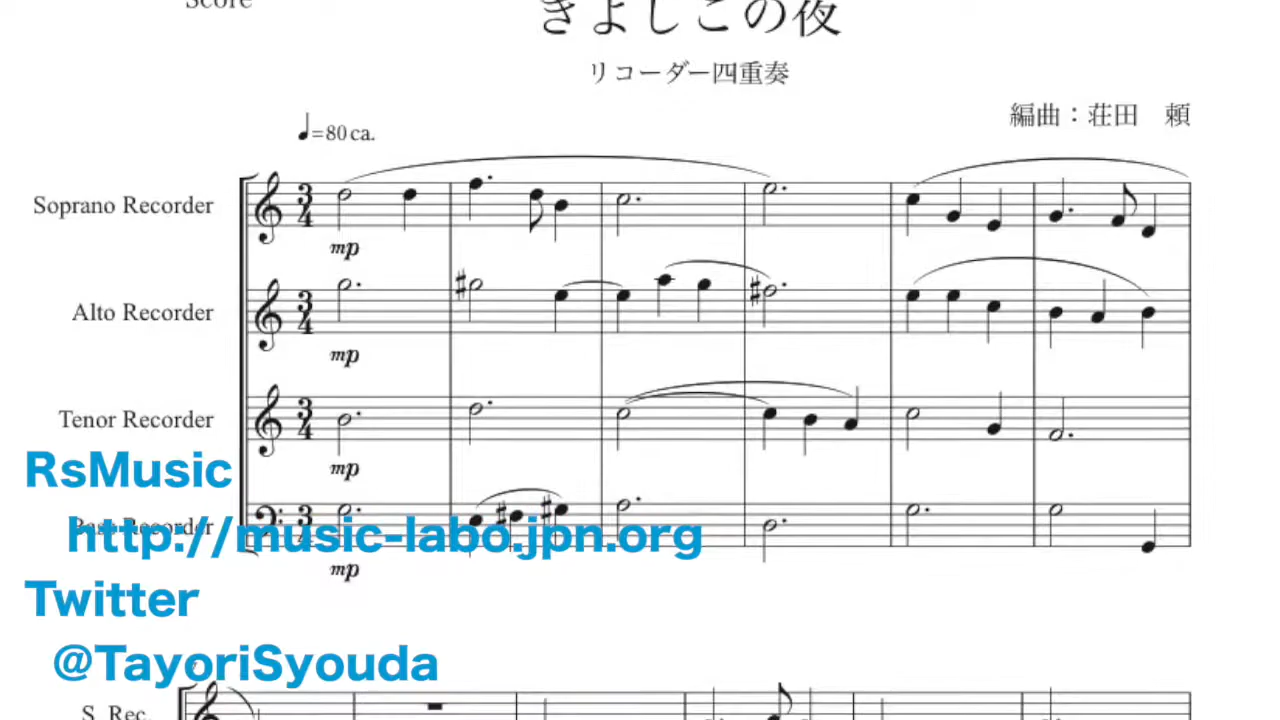 Score
きよしこの夜
リコーダー四重奏
編曲：荘田　頼
=80 ca.
Soprano Recorder
mp
Alto Recorder
mp
Tenor Recorder
mp
RsMusic
Bass Recorder
http://music-labo.jpn.org
mp
Twitter
@TayoriSyouda
S. Rec.